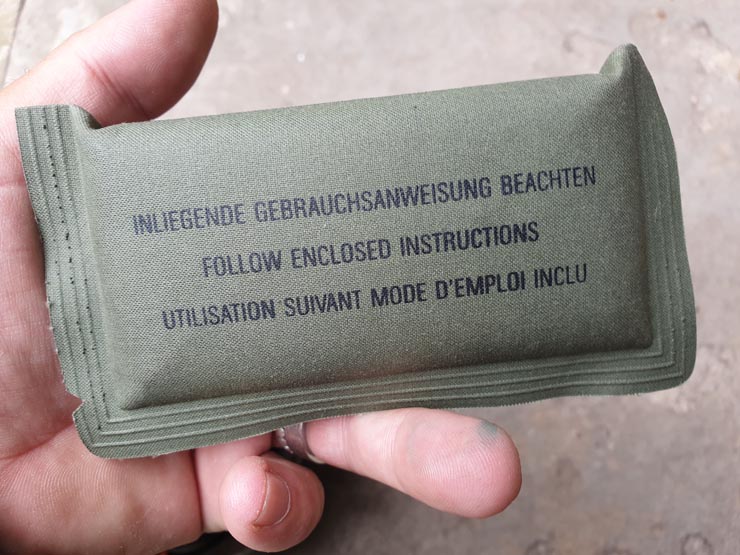 INLIEGENDE GEBRAUCHSANWEISUNG BEACHTEN
FOLLOW ENCLOSED INSTRUCTIONS
UTILISATION SUIVANT MODE D'EMPLOI INCLU